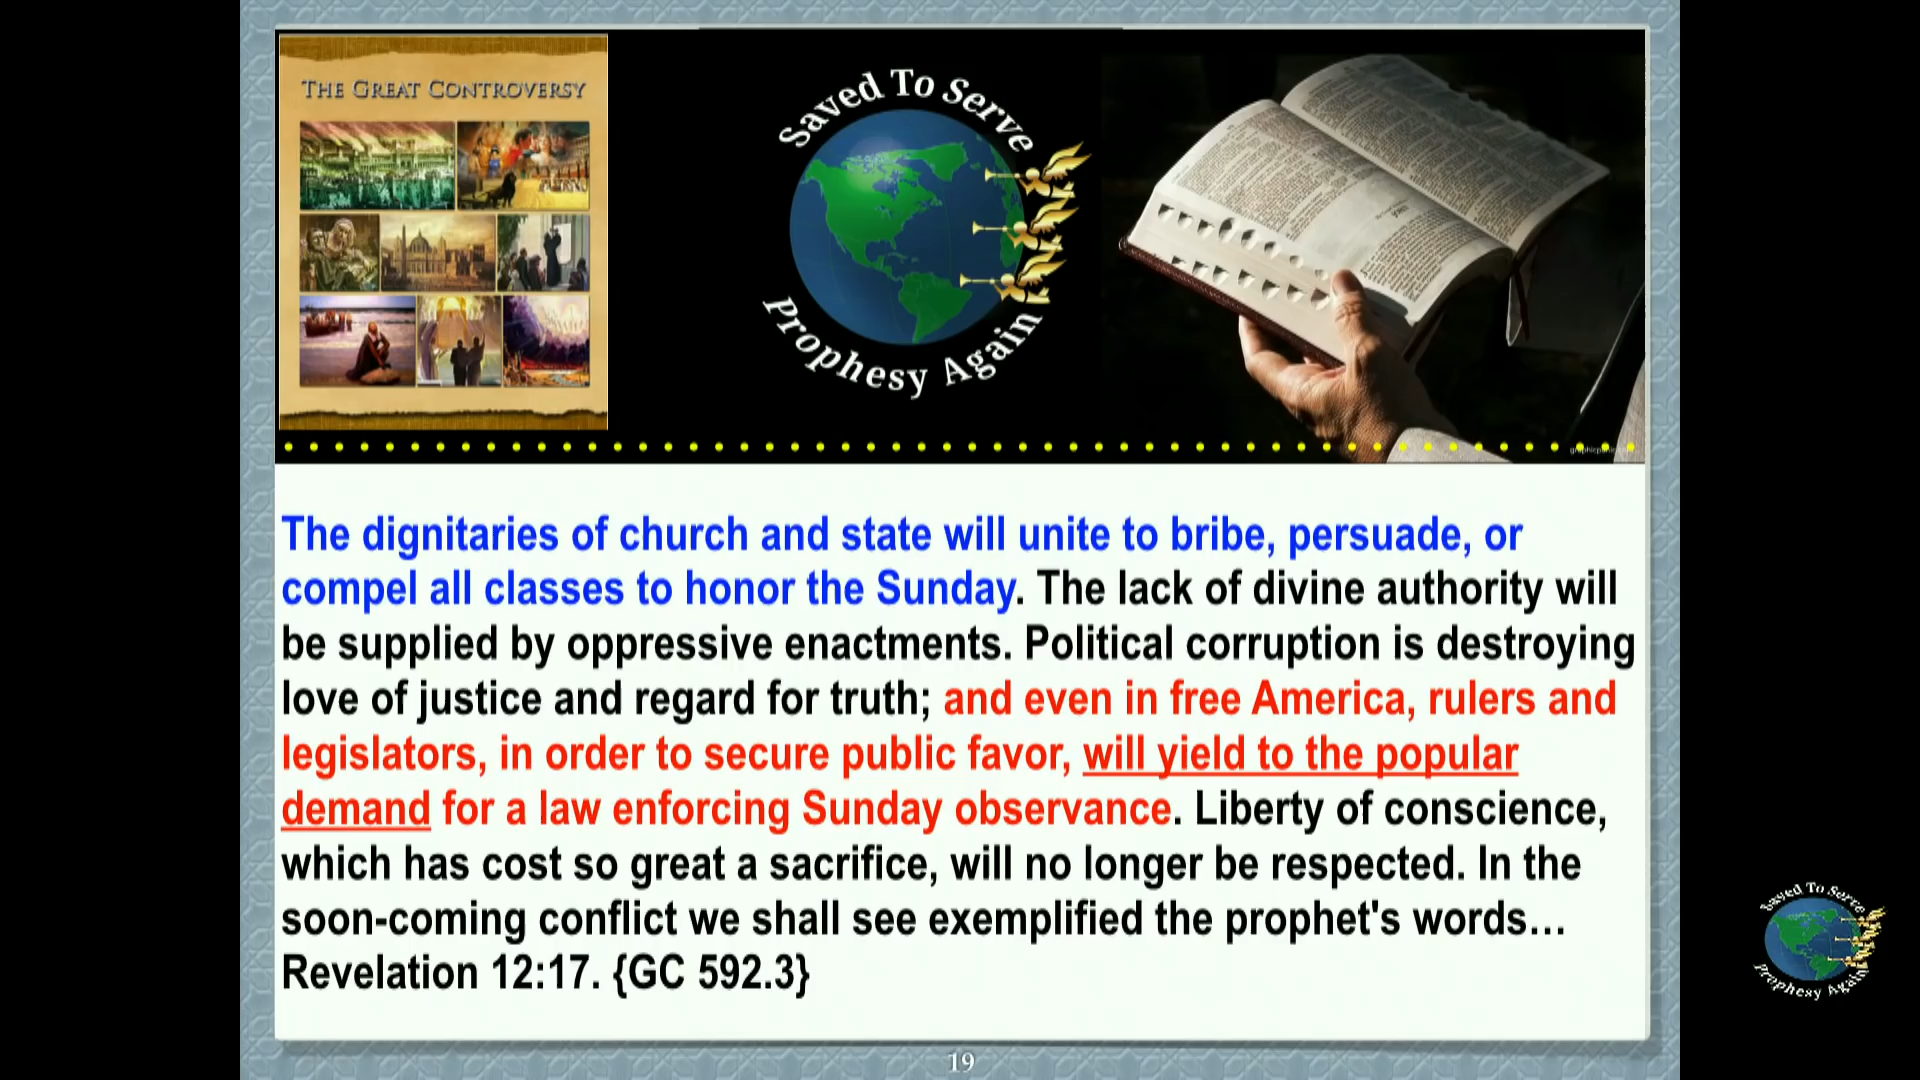 THE GREAT CONTROVERSY
Saved To Serve
Prophesy Again
The dignitaries of church and state will unite to bribe, persuade, or
compel all classes to honor the Sunday. The lack of divine authority will
be supplied by oppressive enactments. Political corruption is destroying
love of justice and regard for truth; and even in free America, rulers and
legislators, in order to secure public favor, will yield to the popular
demand for a law enforcing Sunday observance. Liberty of conscience,
which has cost so great a sacrifice, will no longer be respected. In the
soon-coming conflict we shall see exemplified the prophet's words…
Revelation 12:17. {GC 592.3}
19
Saved To Serve
Prophesy Again